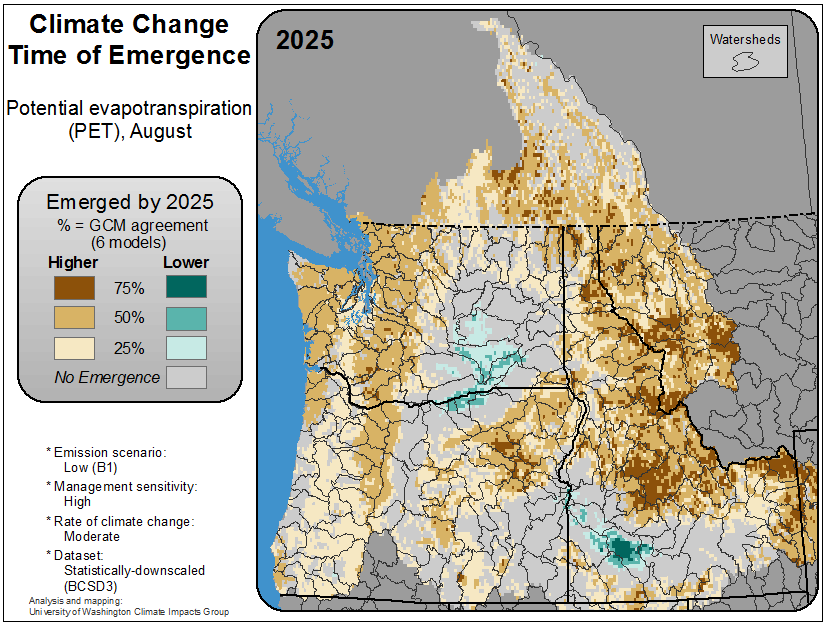 Climate Change
Time of Emergence
Potential evapotranspiration
(PET), August
Emerged by 2025
% = GCM agreement
(6 models)
Higher Lower
75%
50%
25%
No Emergence
* Emission scenario:
Low (B1)
* Management sensitivity:
High
* Rate of climate change:
Moderate
* Dataset:
Statistically-downscaled
(BCSD3)
Analysis and mapping:
University of Washington Climate Impacts Group
2025
Watersheds